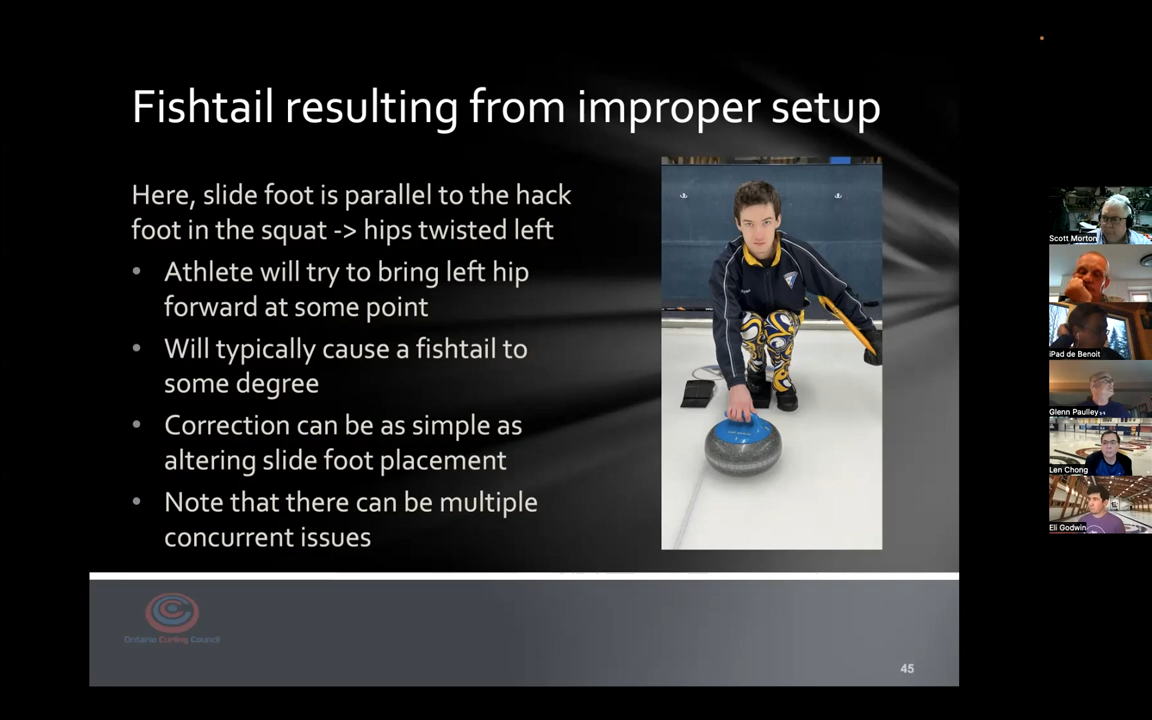 Fishtail resulting from improper setup
Here, slide foot is parallel to the hack
foot in the squat -> hips twisted left
• Athlete will try to bring left hip
forward at some point
• Will typically cause a fishtail to
some degree
• Correction can be as simple as
altering slide foot placement
• Note that there can be multiple
concurrent issues
Ontario Curling Council
45
Scott Morton
iPad de Benoit
Glenn Paulley
Len Chong
Eli Godwin